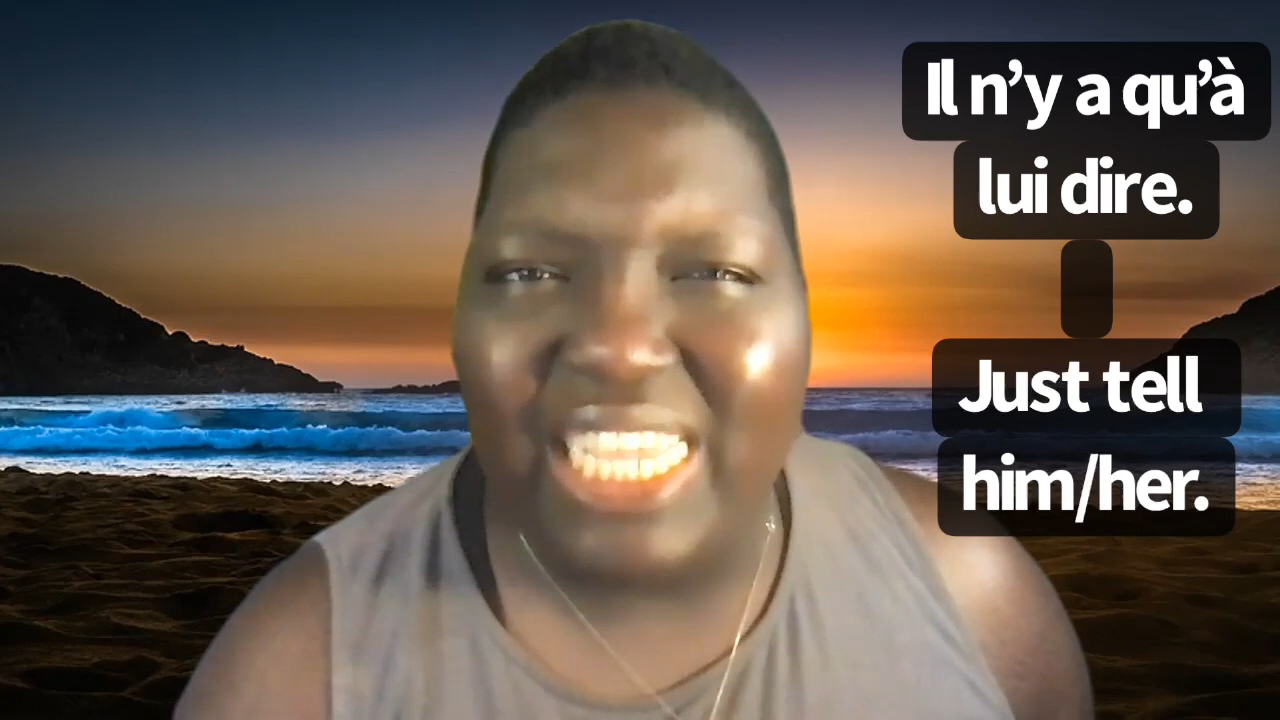 Il n’y a qu’à
lui dire.
Just tell
him/her.